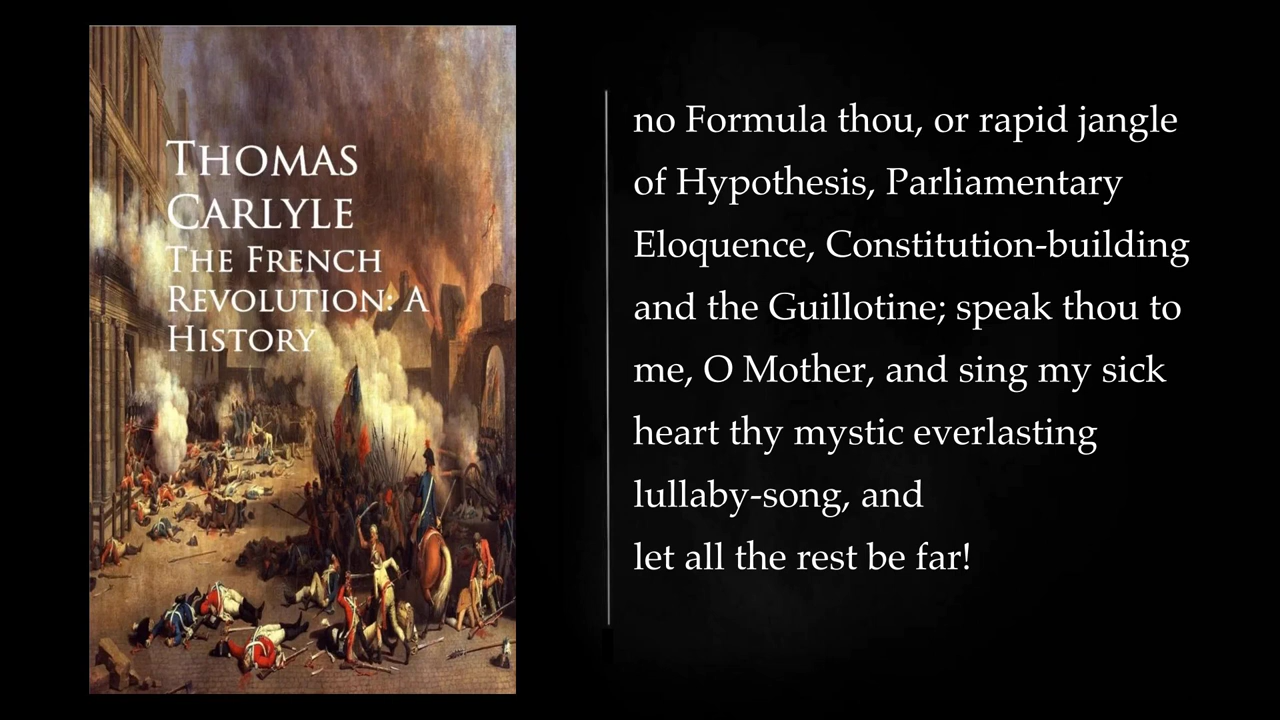 THOMAS
CARLYLE
THE FRENCH
REVOLUTION: A
HISTORY
no Formula thou, or rapid jangle
of Hypothesis, Parliamentary
Eloquence, Constitution-building
and the Guillotine; speak thou to
me, O Mother, and sing my sick
heart thy mystic everlasting
lullaby-song, and
let all the rest be far!